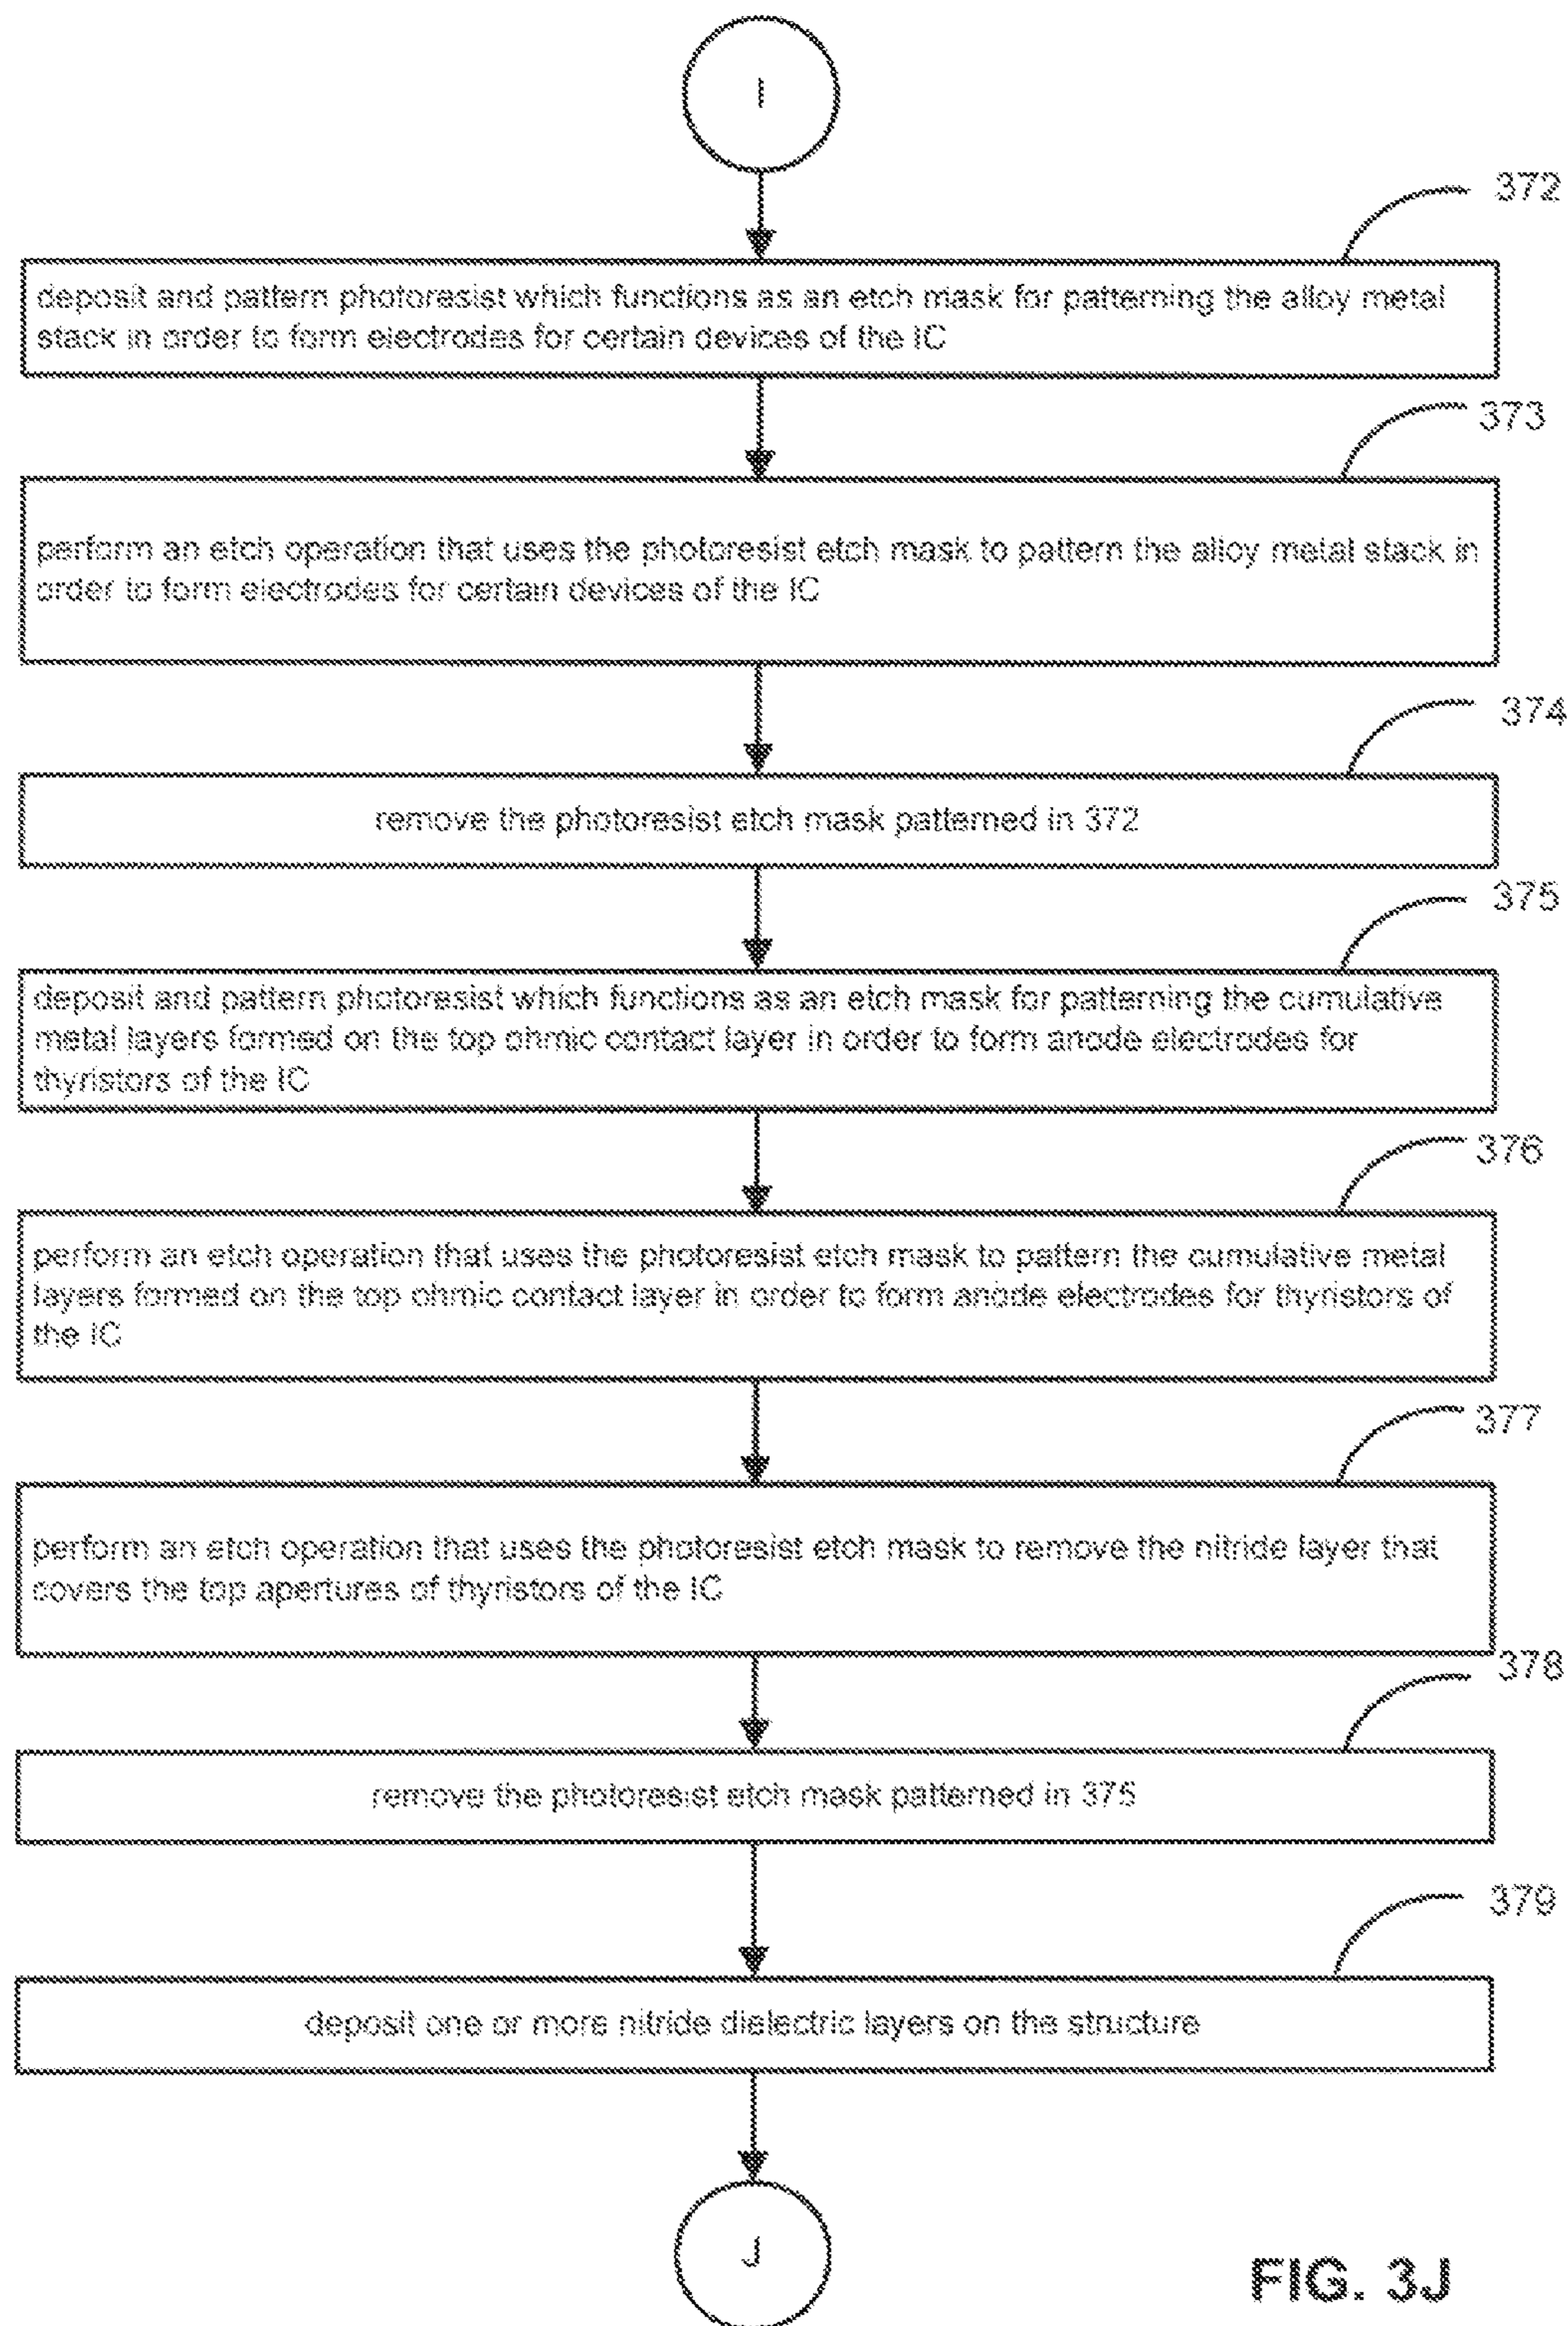 I
372
deposit and pattern photoresist which functions as an etch mask for patterning the alloy metal
stack in order to form electrodes for certain devices of the IC
373
perform an etch operation that uses the photoresist etch mask to pattern the alloy metal stack in
order to form electrodes for certain devices of the IC
374
remove the photoresist etch mask patterned in 372
375
deposit and pattern photoresist which functions as an etch mask for patterning the cumulative
metal layers formed on the top ohmic contact layer in order to form anode electrodes for
thyristors of the IC
376
perform an etch operation that uses the photoresist etch mask to pattern the cumulative metal
layers formed on the top ohmic contact layer in order to form anode electrodes for thyristors of
the IC
377
perform an etch operation that uses the photoresist etch mask to remove the nitride layer that
covers the top apertures of thyristors of the IC
378
remove the photoresist etch mask patterned in 375
379
deposit one or more nitride dielectric layers on the structure
J
FIG. 3J